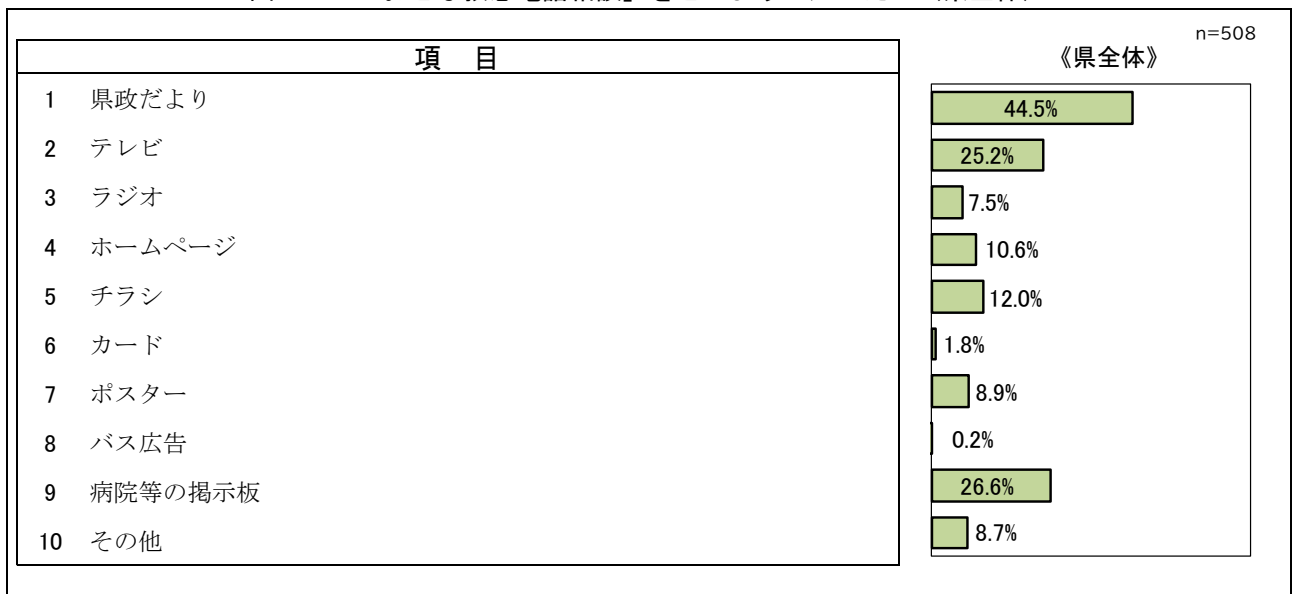 n=508
項 目 《県全体》
1 県政だより 44.5%
2 テレビ 25.2%
3 ラジオ 7.5%
4 ホームページ 10.6%
5 チラシ 12.0%
6 カード 1.8%
7 ポスター 8.9%
8 バス広告 0.2%
9 病院等の掲示板 26.6%
10 その他 8.7%